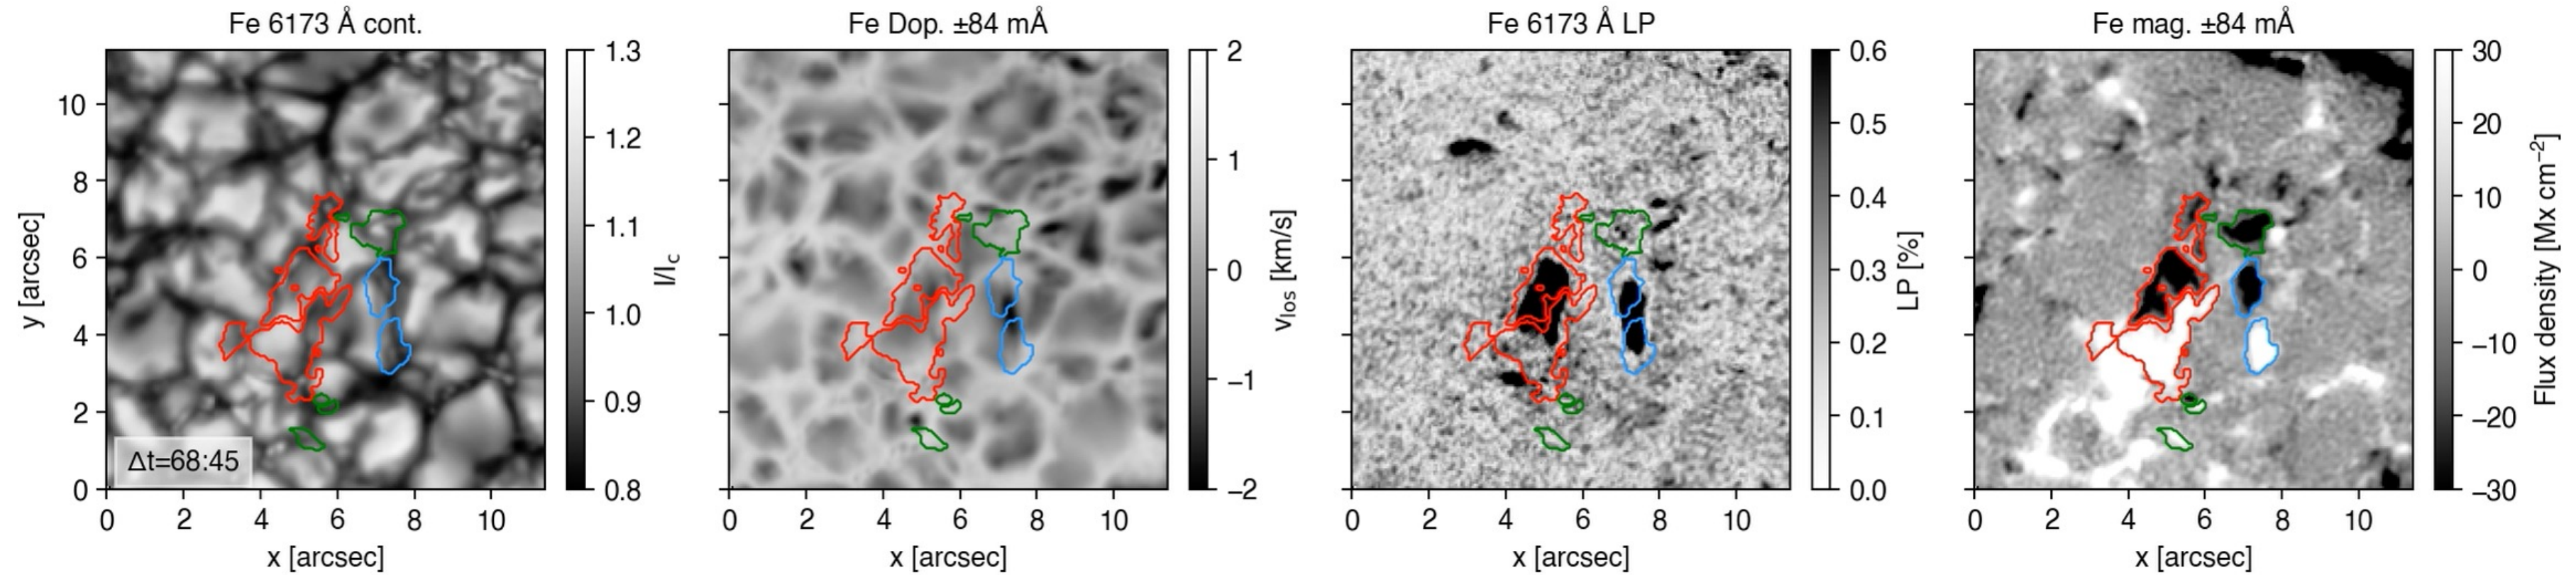 Fe 6173 Å cont.
y [arcsec]
10
8
6
4
2
0
Δt=68:45
0 2 4 6 8 10
x [arcsec]
1.3
1.2
1.1
1.0
0.9
0.8
I/Ic
Fe Dop. ±84 mÅ
0 2 4 6 8 10
x [arcsec]
2
1
0
−1
−2
vlos [km/s]
Fe 6173 Å LP
0 2 4 6 8 10
x [arcsec]
0.6
0.5
0.4
0.3
0.2
0.1
0.0
LP [%]
Fe mag. ±84 mÅ
0 2 4 6 8 10
x [arcsec]
30
20
10
0
−10
−20
−30
Flux density [Mx cm−2]